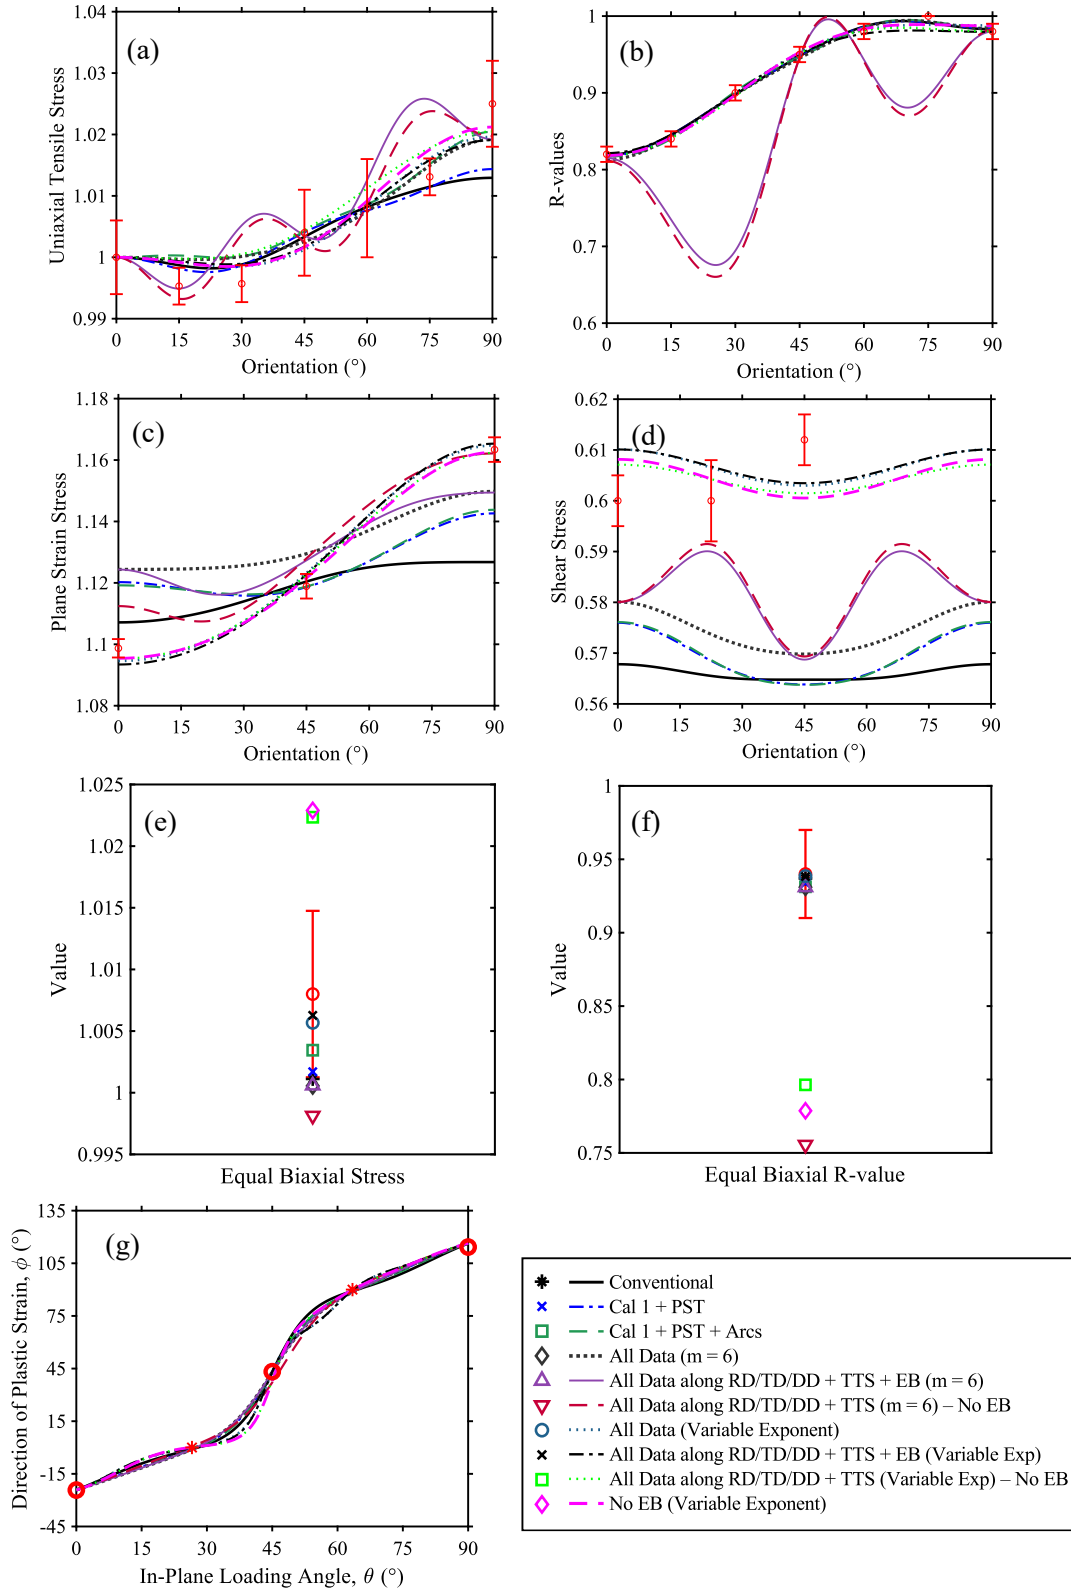 (a)
Uniaxial Tensile Stress
1.04
1.03
1.02
1.01
1
0.99
0 15 30 45 60 75 90
Orientation (°)
(b)
R-values
1
0.9
0.8
0.7
0.6
0 15 30 45 60 75 90
Orientation (°)
(c)
Plane Strain Stress
1.18
1.16
1.14
1.12
1.1
1.08
0 15 30 45 60 75 90
Orientation (°)
(d)
Shear Stress
0.62
0.61
0.6
0.59
0.58
0.57
0.56
0 15 30 45 60 75 90
Orientation (°)
(e)
Value
1.025
1.02
1.015
1.01
1.005
1
0.995
Equal Biaxial Stress
(f)
Value
1
0.95
0.9
0.85
0.8
0.75
Equal Biaxial R-value
(g)
Direction of Plastic Strain, ϕ (°)
135
105
75
45
15
-15
-45
0 15 30 45 60 75 90
In-Plane Loading Angle, θ (°)
Conventional
Cal 1 + PST
Cal 1 + PST + Arcs
All Data (m = 6)
All Data along RD/TD/DD + TTS + EB (m = 6)
All Data along RD/TD/DD + TTS (m = 6) – No EB
All Data (Variable Exponent)
All Data along RD/TD/DD + TTS + EB (Variable Exp)
All Data along RD/TD/DD + TTS (Variable Exp) – No EB
No EB (Variable Exponent)